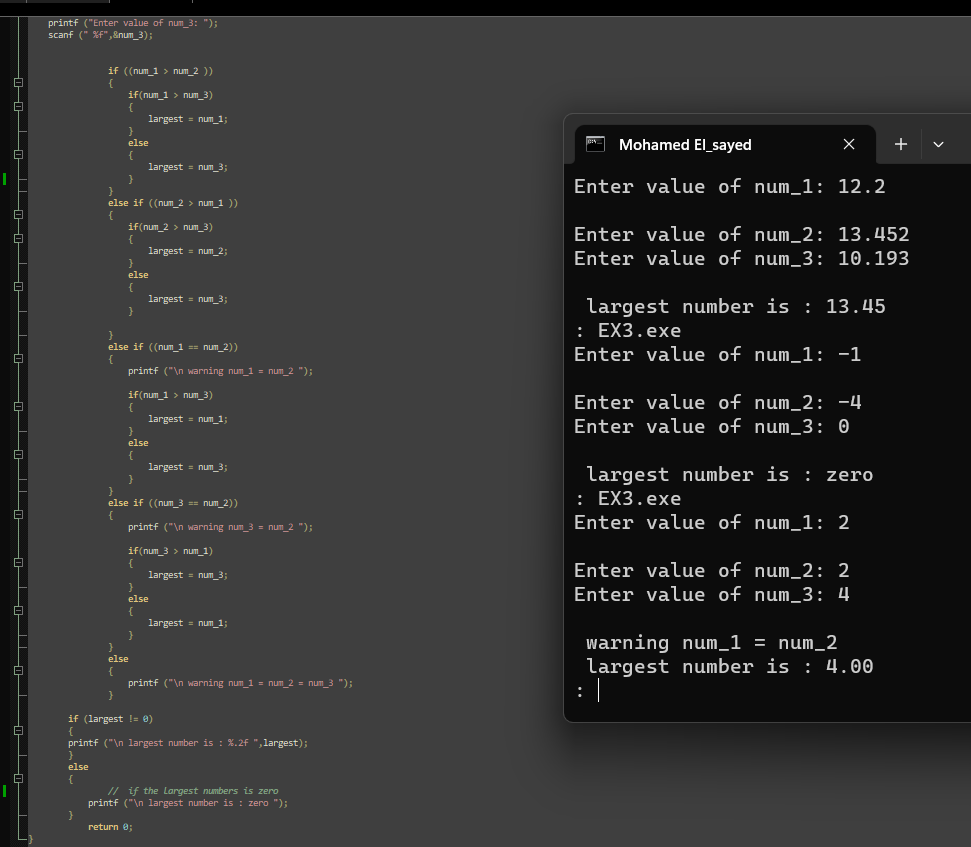 printf ("Enter value of num_3: ");
scanf (" %f",&num_3);
if ((num_1 > num_2 ))
{
if(num_1 > num_3)
{
largest = num_1;
}
else
{
largest = num_3;
}
}
else if ((num_2 > num_1 ))
{
if(num_2 > num_3)
{
largest = num_2;
}
else
{
largest = num_3;
}
}
else if ((num_1 == num_2))
{
printf ("\n warning num_1 = num_2 ");
if(num_1 > num_3)
{
largest = num_1;
}
else
{
largest = num_3;
}
}
else if ((num_3 == num_2))
{
printf ("\n warning num_3 = num_2 ");
if(num_3 > num_1)
{
largest = num_3;
}
else
{
largest = num_1;
}
}
else
{
printf ("\n warning num_1 = num_2 = num_3 ");
}
if (largest != 0)
{
printf ("\n largest number is : %.2f ",largest);
}
else
{
// if the largest numbers is zero
printf ("\n largest number is : zero ");
}
return 0;
}
Mohamed El_sayed
Enter value of num_1: 12.2
Enter value of num_2: 13.452
Enter value of num_3: 10.193
largest number is : 13.45
: EX3.exe
Enter value of num_1: -1
Enter value of num_2: -4
Enter value of num_3: 0
largest number is : zero
: EX3.exe
Enter value of num_1: 2
Enter value of num_2: 2
Enter value of num_3: 4
warning num_1 = num_2
largest number is : 4.00
: